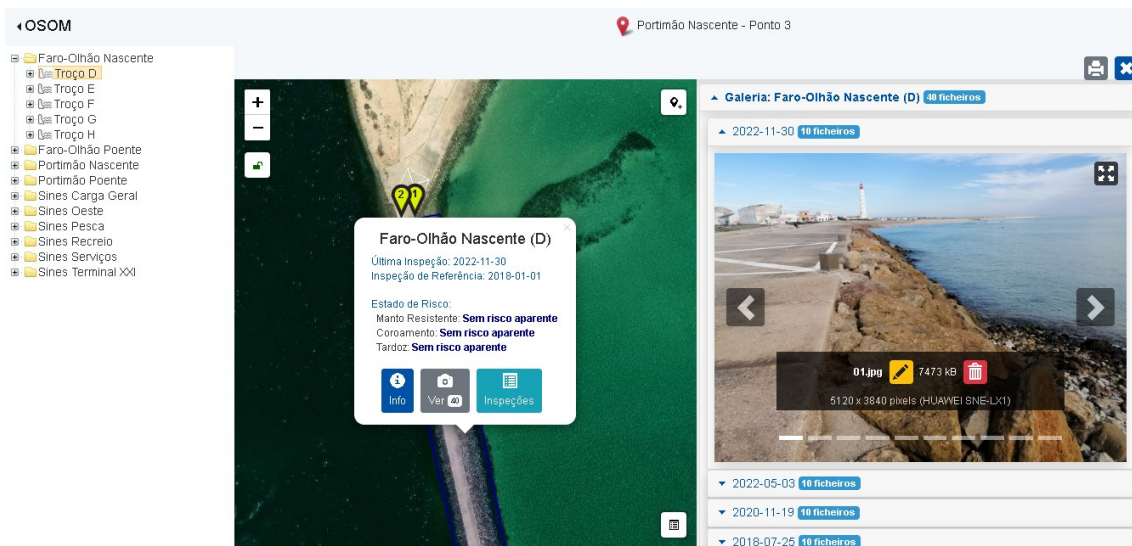 OSOM
Portimão Nascente - Ponto 3
Faro-Olhão Nascente
Troço D
Troço E
Troço F
Troço G
Troço H
Faro-Olhão Poente
Portimão Nascente
Portimão Poente
Sines Carga Geral
Sines Oeste
Sines Pesca
Sines Recreio
Sines Serviços
Sines Terminal XXI
+
−
2 1
Faro-Olhão Nascente (D)
×
Última Inspeção: 2022-11-30
Inspeção de Referência: 2018-01-01
Estado de Risco:
Manto Resistente: Sem risco aparente
Coroamento: Sem risco aparente
Tardoz: Sem risco aparente
Info
Ver 40
Inspeções
Galeria: Faro-Olhão Nascente (D) 40 ficheiros
2022-11-30 10 ficheiros
01.jpg 7473 kB
5120 x 3840 pixels (HUAWEI SNE-LX1)
2022-05-03 10 ficheiros
2020-11-19 10 ficheiros
2018-07-25 10 ficheiros